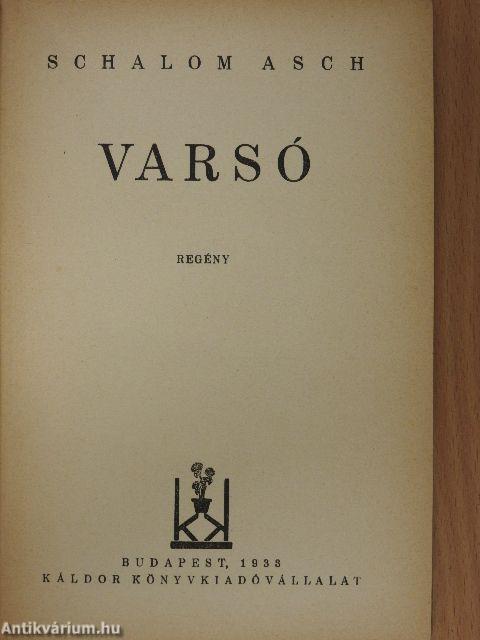 SCHALOM ASCH
VARSÓ
REGÉNY
BUDAPEST, 1933
KÁLDOR KÖNYVKIADÓVÁLLALAT
Antikvárium.hu